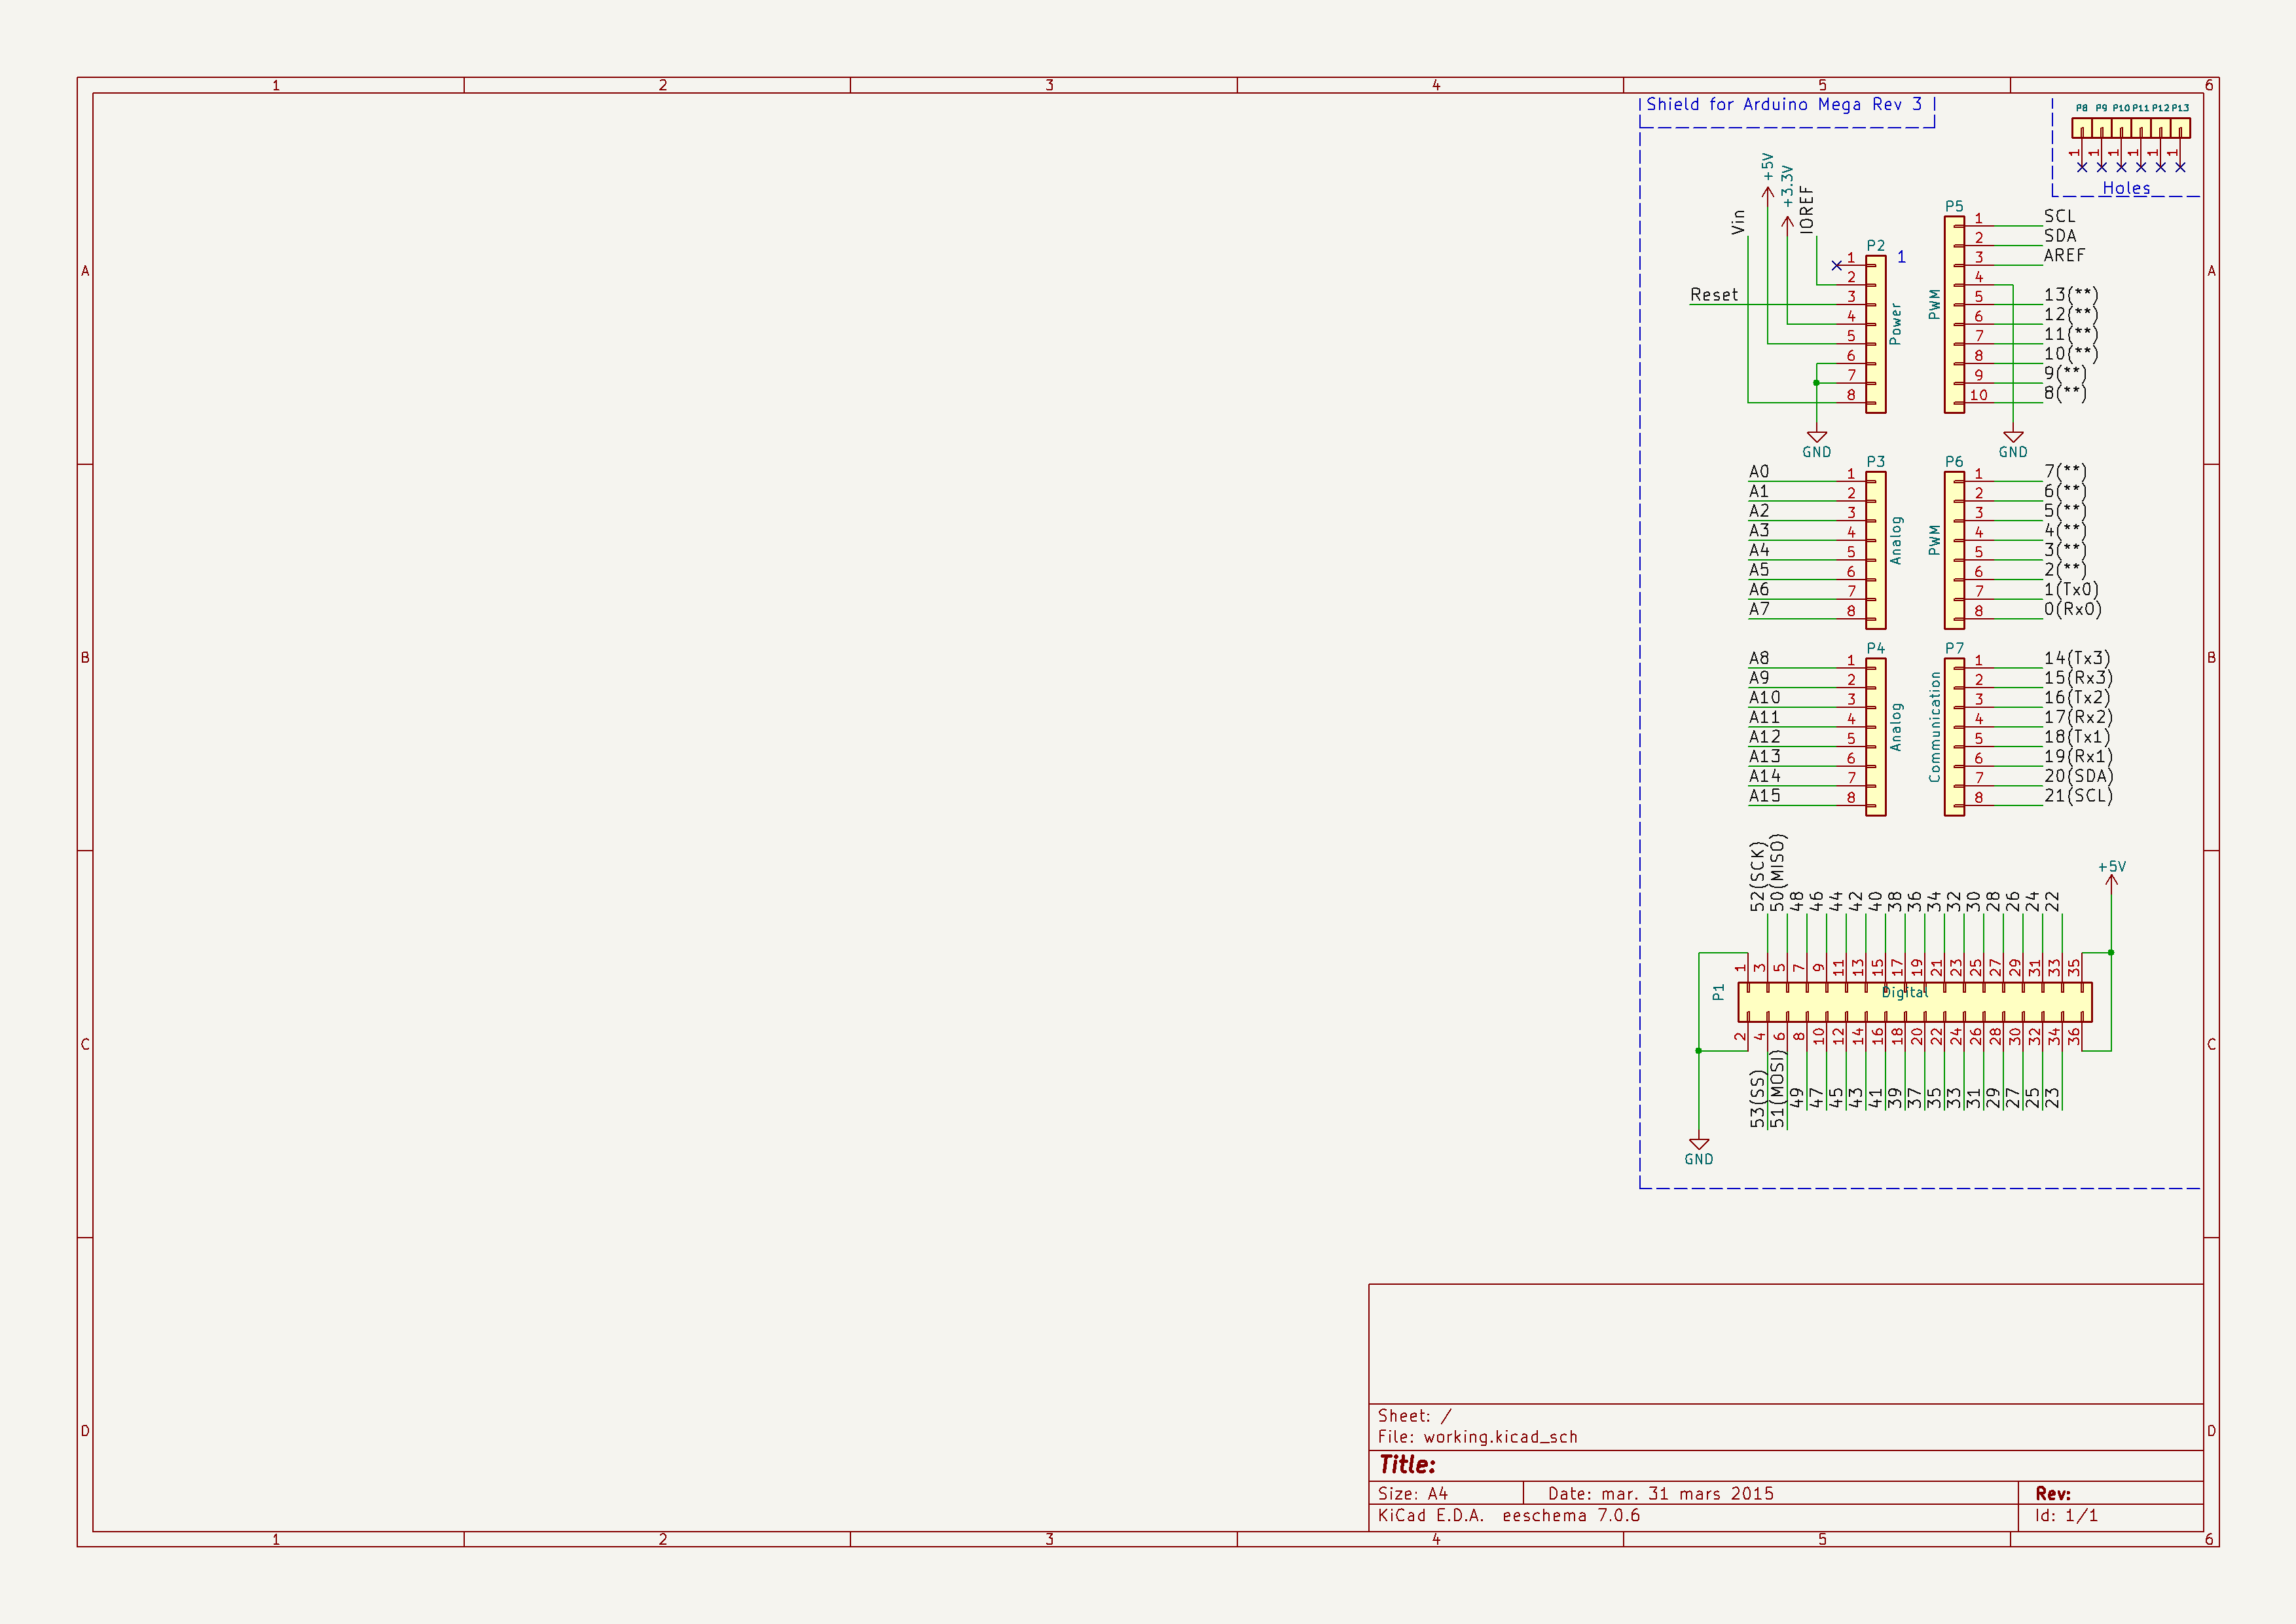 1 2 3 4 5 6
Shield for Arduino Mega Rev 3
P8 P9 P10 P11 P12 P13
1 1 1 1 1 1
Holes
+5V
+3.3V
IOREF
Vin
Reset
P2
1
1
2
3
4
5
6
7
8
Power
GND
P5
PWM
1 SCL
2 SDA
3 AREF
4
5 13(**)
6 12(**)
7 11(**)
8 10(**)
9 9(**)
10 8(**)
GND
A
A
P3
A0 1
A1 2
A2 3
A3 4
A4 5
A5 6
A6 7
A7 8
Analog
P6
PWM
1 7(**)
2 6(**)
3 5(**)
4 4(**)
5 3(**)
6 2(**)
7 1(Tx0)
8 0(Rx0)
B
B
P4
A8 1
A9 2
A10 3
A11 4
A12 5
A13 6
A14 7
A15 8
Analog
P7
Communication
1 14(Tx3)
2 15(Rx3)
3 16(Tx2)
4 17(Rx2)
5 18(Tx1)
6 19(Rx1)
7 20(SDA)
8 21(SCL)
+5V
52(SCK) 50(MISO) 48 46 44 42 40 38 36 34 32 30 28 26 24 22
1 3 5 7 9 11 13 15 17 19 21 23 25 27 29 31 33 35
P1
Digital
2 4 6 8 10 12 14 16 18 20 22 24 26 28 30 32 34 36
53(SS) 51(MOSI) 49 47 45 43 41 39 37 35 33 31 29 27 25 23
GND
C
C
D
D
Sheet: /
File: working.kicad_sch
Title:
Size: A4 Date: mar. 31 mars 2015 Rev:
KiCad E.D.A. eeschema 7.0.6 Id: 1/1
1 2 3 4 5 6